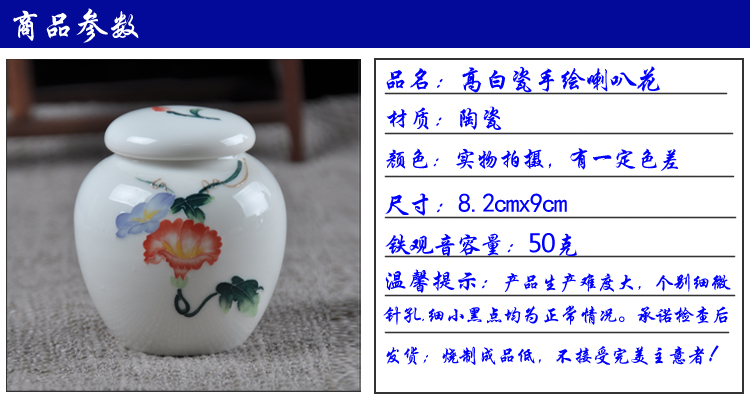 商品参数
品名：高白瓷手绘喇叭花
材质：陶瓷
颜色：实物拍摄，有一定色差
尺寸：8.2cmx9cm
铁观音容量：50克
温馨提示：产品生产难度大，个别细微
针孔.细小黑点均为正常情况。承诺检查后
发货；烧制成品低，不接受完美主意者！